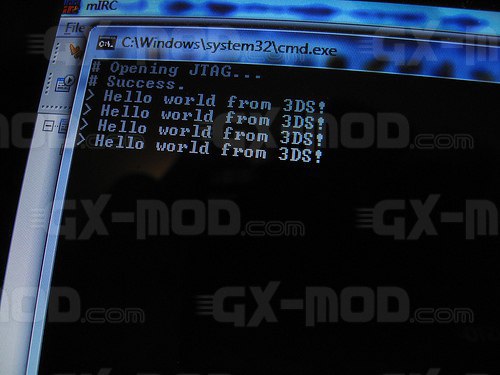 mIRC
File
C:\Windows\system32\cmd.exe
# Opening JTAG...
# Success.
> Hello world from 3DS!
> Hello world from 3DS!
> Hello world from 3DS!
> Hello world from 3DS!
GX-MOD.com
GX-MOD.com
GX-MOD.com
GX-MOD.com